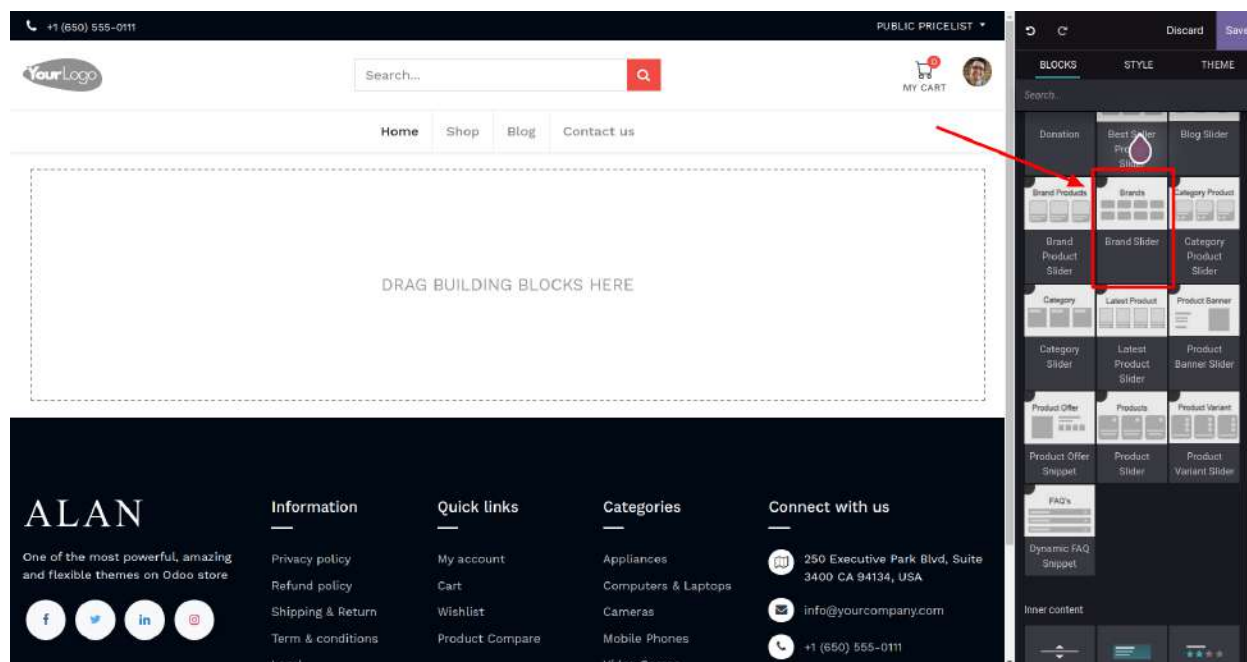 +1 (650) 555-0111
PUBLIC PRICELIST
YourLogo
Search...
0
MY CART
Home
Shop
Blog
Contact us
DRAG BUILDING BLOCKS HERE
ALAN
One of the most powerful, amazing
and flexible themes on Odoo store
f
in
Information
Privacy policy
Refund policy
Shipping & Return
Term & conditions
Quick links
My account
Cart
Wishlist
Product Compare
Categories
Appliances
Computers & Laptops
Cameras
Mobile Phones
Connect with us
250 Executive Park Blvd, Suite
3400 CA 94134, USA
info@yourcompany.com
+1 (650) 555-0111
Discard
Save
BLOCKS
STYLE
THEME
Search..
Donation
Best Seller
Slider
Blog Slider
Brand Products
Brand
Product
Slider
Brands
Brand Slider
Category Product
Category
Product
Slider
Category
Category
Slider
Latest Product
Latest
Product
Slider
Product Banner
Product
Banner Slider
Product Offer
Product Offer
Snippet
Products
Product
Slider
Product Variant
Product
Variant Slider
FAQ's
Dynamic FAQ
Snippet
Inner content